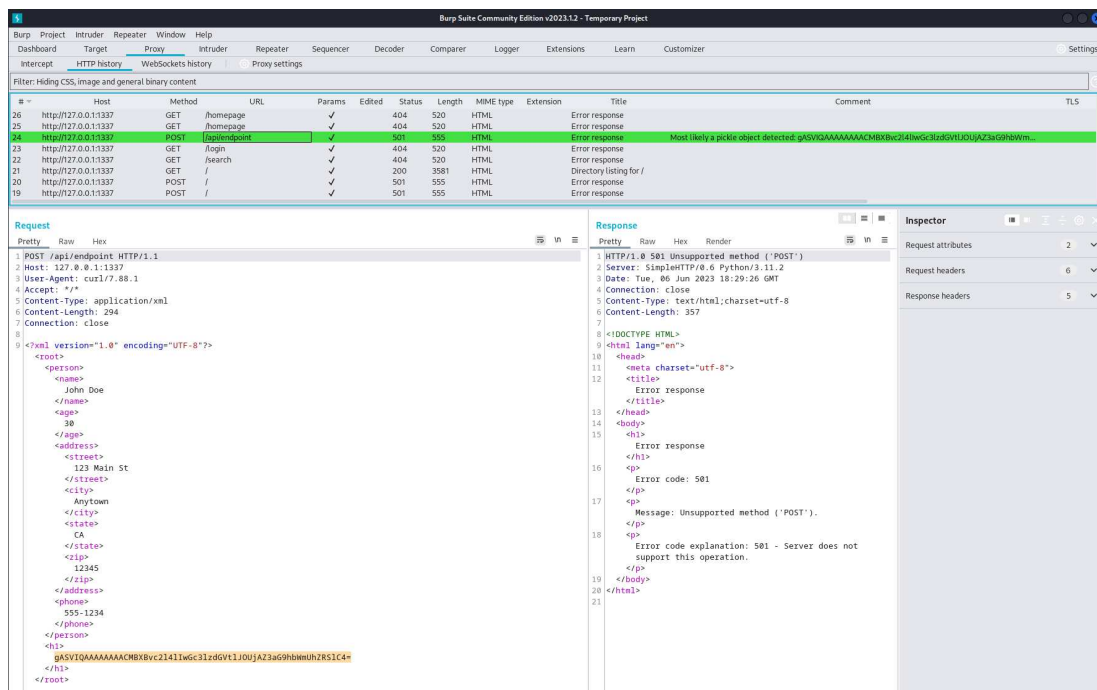 Burp Suite Community Edition v2023.1.2 - Temporary Project
Burp Project Intruder Repeater Window Help
Dashboard Target Proxy Intruder Repeater Sequencer Decoder Comparer Logger Extensions Learn Customizer Settings
Intercept HTTP history WebSockets history Proxy settings
Filter: Hiding CSS, image and general binary content
# Host Method URL Params Edited Status Length MIME type Extension Title Comment TLS
26 http://127.0.0.1:1337 GET /homepage ✓ 404 520 HTML Error response
25 http://127.0.0.1:1337 GET /homepage ✓ 404 520 HTML Error response
24 http://127.0.0.1:1337 POST /api/endpoint ✓ 501 555 HTML Error response Most likely a pickle object detected: gASVIQAAAAAAAACMBXBvc2l4lIwGc3lzdGVtlJOUjAZ3aG9hbWm...
23 http://127.0.0.1:1337 GET /login ✓ 404 520 HTML Error response
22 http://127.0.0.1:1337 GET /search ✓ 404 520 HTML Error response
21 http://127.0.0.1:1337 GET / ✓ 200 3581 HTML Directory listing for /
20 http://127.0.0.1:1337 POST / ✓ 501 555 HTML Error response
19 http://127.0.0.1:1337 POST / ✓ 501 555 HTML Error response
Request
Pretty Raw Hex \n
1 POST /api/endpoint HTTP/1.1
2 Host: 127.0.0.1:1337
3 User-Agent: curl/7.88.1
4 Accept: */*
5 Content-Type: application/xml
6 Content-Length: 294
7 Connection: close
8
9 <?xml version="1.0" encoding="UTF-8"?>
<root>
<person>
<name>
John Doe
</name>
<age>
30
</age>
<address>
<street>
123 Main St
</street>
<city>
Anytown
</city>
<state>
CA
</state>
<zip>
12345
</zip>
</address>
<phone>
555-1234
</phone>
</person>
<h1>
gASVIQAAAAAAAACMBXBvc2l4lIwGc3lzdGVtlJOUjAZ3aG9hbWmUhZRSlC4=
</h1>
</root>
Response
Pretty Raw Hex Render \n
1 HTTP/1.0 501 Unsupported method ('POST')
2 Server: SimpleHTTP/0.6 Python/3.11.2
3 Date: Tue, 06 Jun 2023 18:29:26 GMT
4 Connection: close
5 Content-Type: text/html;charset=utf-8
6 Content-Length: 357
7
8 <!DOCTYPE HTML>
9 <html lang="en">
10 <head>
11 <meta charset="utf-8">
12 <title>
Error response
</title>
13 </head>
14 <body>
15 <h1>
Error response
</h1>
16 <p>
Error code: 501
</p>
17 <p>
Message: Unsupported method ('POST').
</p>
18 <p>
Error code explanation: 501 - Server does not
support this operation.
</p>
19 </body>
20 </html>
21
Inspector
Request attributes 2
Request headers 6
Response headers 5